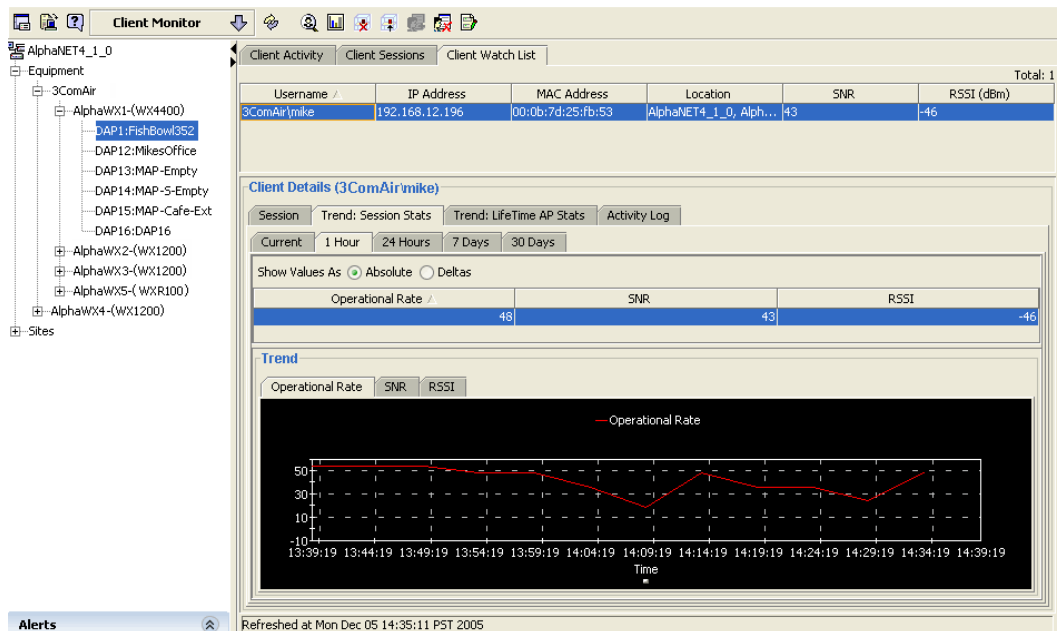 Client Monitor
AlphaNET4_1_0
Equipment
3ComAir
AlphaWX1-(WX4400)
DAP1:FishBowl352
DAP12:MikesOffice
DAP13:MAP-Empty
DAP14:MAP-S-Empty
DAP15:MAP-Cafe-Ext
DAP16:DAP16
AlphaWX2-(WX1200)
AlphaWX3-(WX1200)
AlphaWX5-( WXR100)
AlphaWX4-(WX1200)
Sites
Alerts
Client Activity Client Sessions Client Watch List
Total: 1
Username IP Address MAC Address Location SNR RSSI (dBm)
3ComAir\mike 192.168.12.196 00:0b:7d:25:fb:53 AlphaNET4_1_0, Alph... 43 -46
Client Details (3ComAir\mike)
Session Trend: Session Stats Trend: LifeTime AP Stats Activity Log
Current 1 Hour 24 Hours 7 Days 30 Days
Show Values As Absolute Deltas
Operational Rate SNR RSSI
48 43 -46
Trend
Operational Rate SNR RSSI
Operational Rate
50
30
10
-10
13:39:19 13:44:19 13:49:19 13:54:19 13:59:19 14:04:19 14:09:19 14:14:19 14:19:19 14:24:19 14:29:19 14:34:19 14:39:19
Time
Refreshed at Mon Dec 05 14:35:11 PST 2005